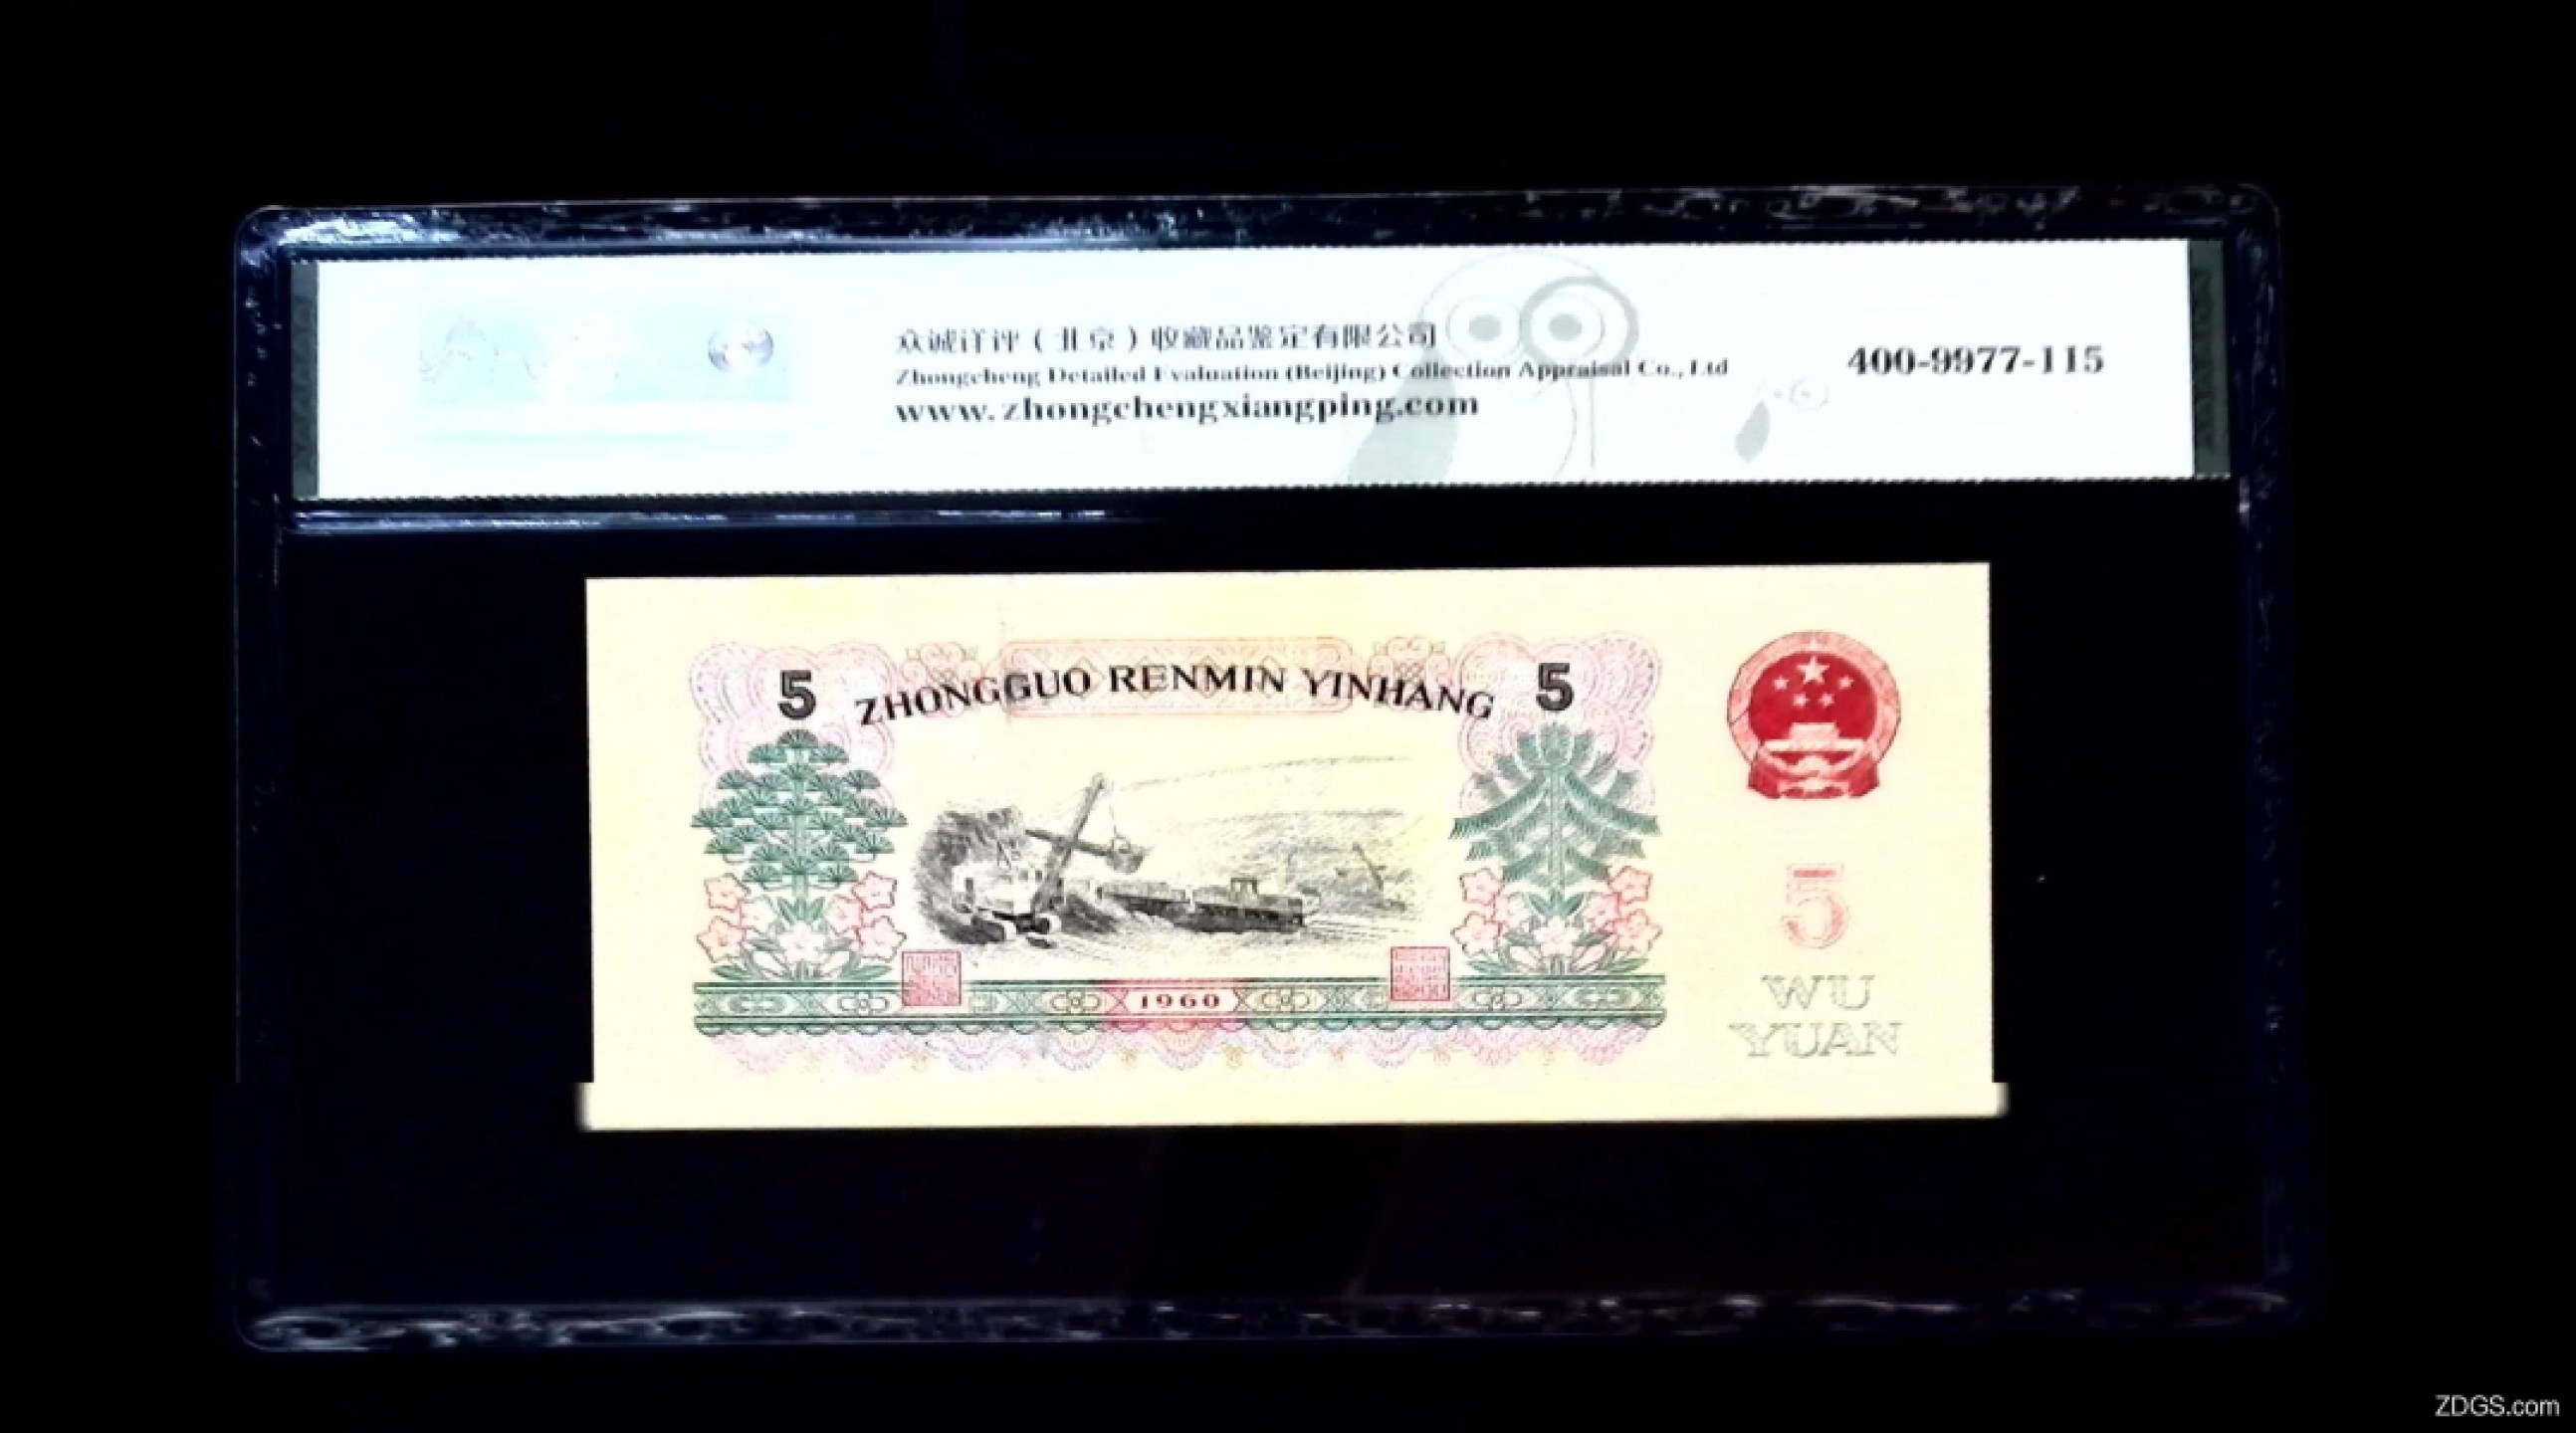 众诚详评（北京）收藏品鉴定有限公司
Zhongcheng Detailed Evaluation (Beijing) Collection Appraisal Co., Ltd
www.zhongchengxiangping.com
400-9977-115
5 ZHONGGUO RENMIN YINHANG 5
5
WU
YUAN
1960
ZDGS.com